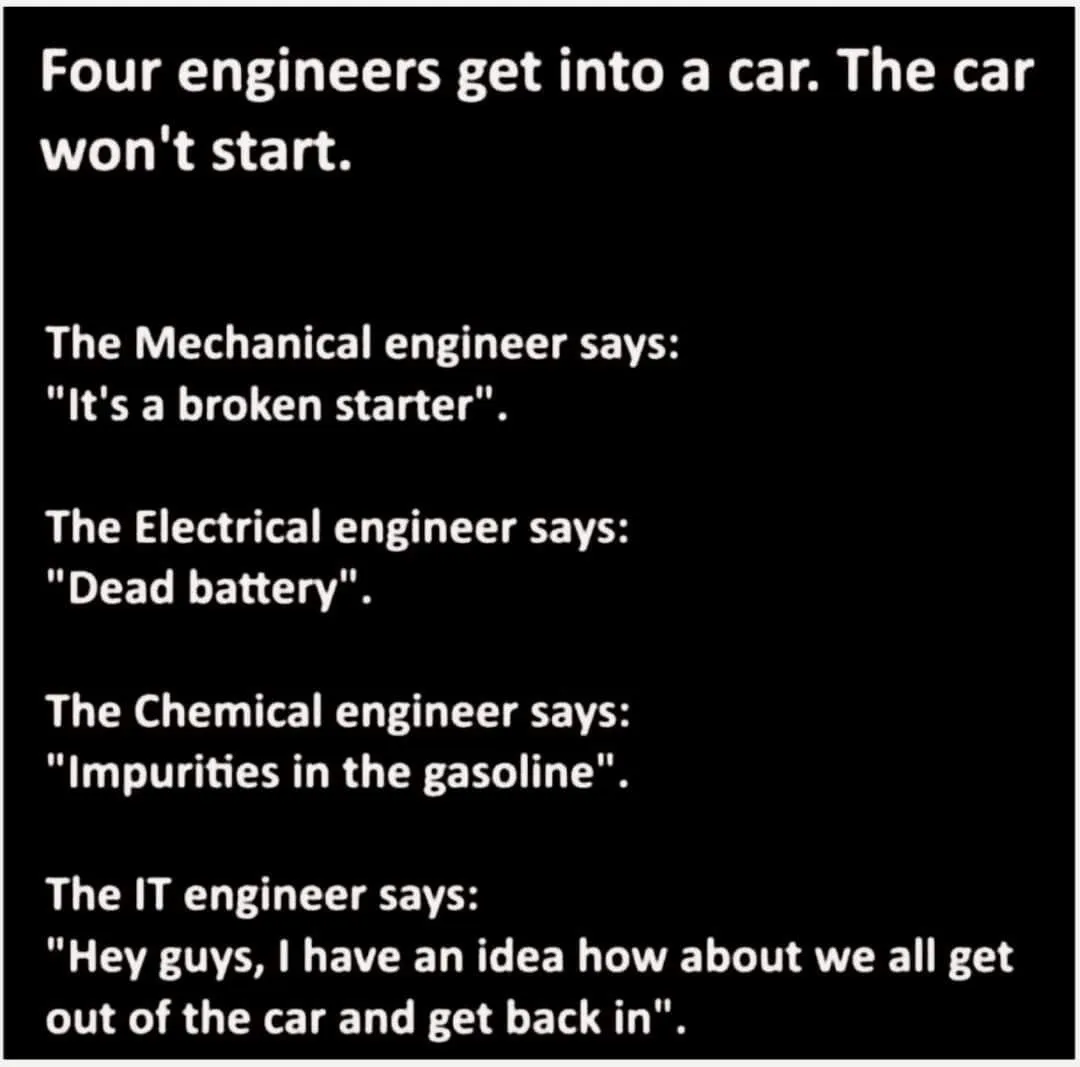 Four engineers get into a car. The car
won't start.
The Mechanical engineer says:
"It's a broken starter".
The Electrical engineer says:
"Dead battery".
The Chemical engineer says:
"Impurities in the gasoline".
The IT engineer says:
"Hey guys, I have an idea how about we all get
out of the car and get back in".